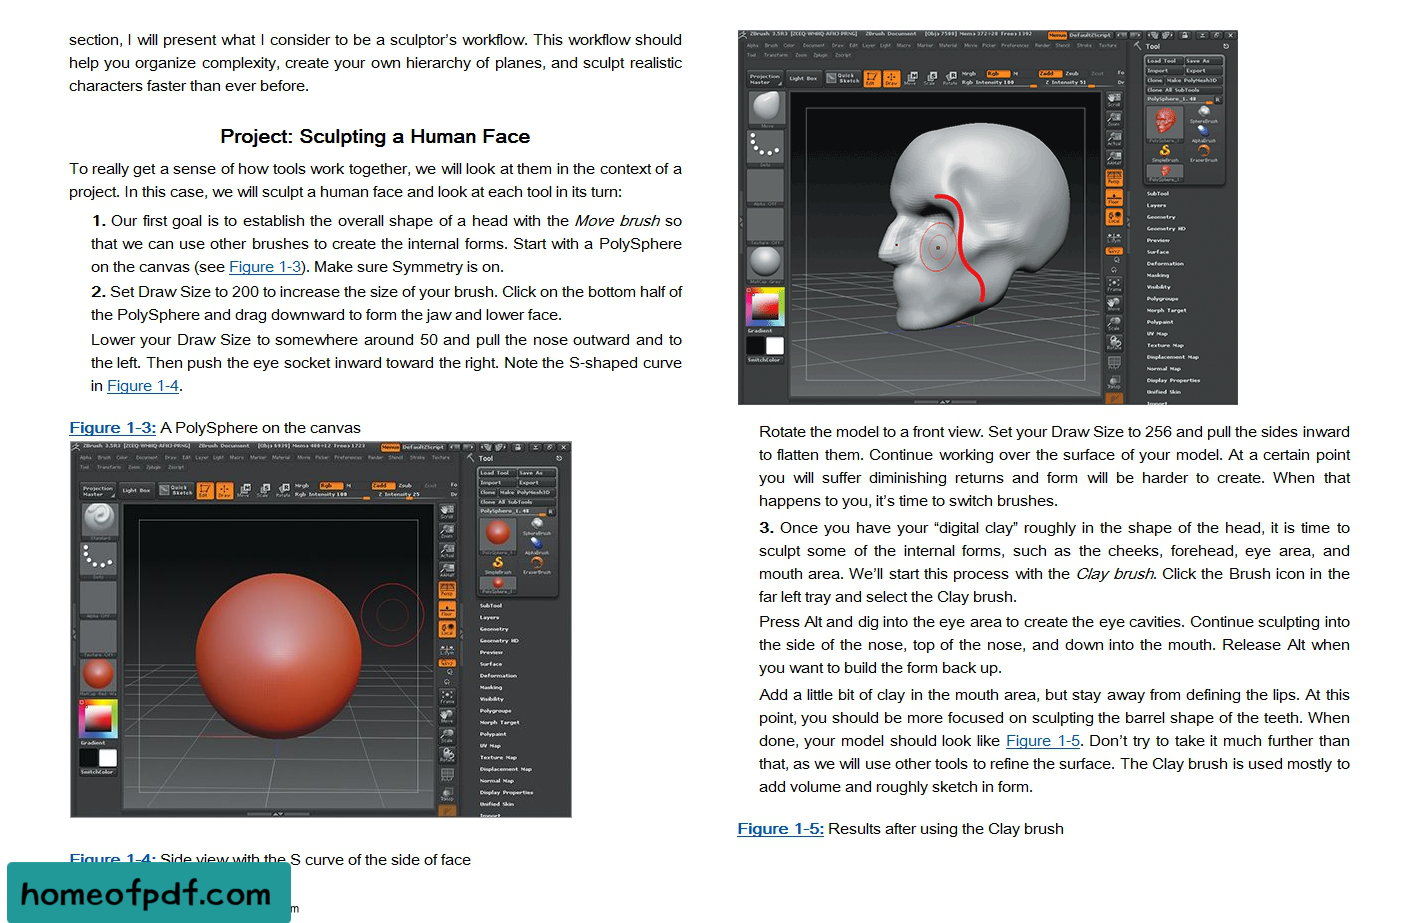 section, I will present what I consider to be a sculptor's workflow. This workflow should
help you organize complexity, create your own hierarchy of planes, and sculpt realistic
characters faster than ever before.
Project: Sculpting a Human Face
To really get a sense of how tools work together, we will look at them in the context of a
project. In this case, we will sculpt a human face and look at each tool in its turn:
1. Our first goal is to establish the overall shape of a head with the Move brush so
that we can use other brushes to create the internal forms. Start with a PolySphere
on the canvas (see Figure 1-3). Make sure Symmetry is on.
2. Set Draw Size to 200 to increase the size of your brush. Click on the bottom half of
the PolySphere and drag downward to form the jaw and lower face.
Lower your Draw Size to somewhere around 50 and pull the nose outward and to
the left. Then push the eye socket inward toward the right. Note the S-shaped curve
in Figure 1-4.
Figure 1-3: A PolySphere on the canvas
ZBrush Document
Projection Master
Light Box
Quick Sketch
Edit
Draw
Move
Scale
Rotate
Mrgb
Rgb
M
Rgb Intensity 100
Zadd
Zsub
Z Intensity 25
Tool
Load Tool
Save As
Import
Export
Clone
Make PolyMesh3D
Clone All SubTools
SphereBrush
AlphaBrush
SimpleBrush
EraserBrush
SubTool
Layers
Geometry
Geometry HD
Preview
Surface
Deformation
Masking
Visibility
Polygroups
Morph Target
Polypaint
UV Map
Texture Map
Displacement Map
Normal Map
Display Properties
Unified Skin
Import
Gradient
SwitchColor
Figure 1-4: Side view with the S curve of the side of face
homeofpdf.com
m
ZBrush Document
Projection Master
Light Box
Quick Sketch
Edit
Draw
Move
Scale
Rotate
Mrgb
Rgb
M
Rgb Intensity 100
Zadd
Zsub
Z Intensity 51
Tool
Load Tool
Save As
Import
Export
Clone
Make PolyMesh3D
Clone All SubTools
SphereBrush
AlphaBrush
SimpleBrush
EraserBrush
SubTool
Layers
Geometry
Geometry HD
Preview
Surface
Deformation
Masking
Visibility
Polygroups
Morph Target
Polypaint
UV Map
Texture Map
Displacement Map
Normal Map
Display Properties
Unified Skin
Import
Gradient
SwitchColor
Rotate the model to a front view. Set your Draw Size to 256 and pull the sides inward
to flatten them. Continue working over the surface of your model. At a certain point
you will suffer diminishing returns and form will be harder to create. When that
happens to you, it's time to switch brushes.
3. Once you have your “digital clay” roughly in the shape of the head, it is time to
sculpt some of the internal forms, such as the cheeks, forehead, eye area, and
mouth area. We'll start this process with the Clay brush. Click the Brush icon in the
far left tray and select the Clay brush.
Press Alt and dig into the eye area to create the eye cavities. Continue sculpting into
the side of the nose, top of the nose, and down into the mouth. Release Alt when
you want to build the form back up.
Add a little bit of clay in the mouth area, but stay away from defining the lips. At this
point, you should be more focused on sculpting the barrel shape of the teeth. When
done, your model should look like Figure 1-5. Don't try to take it much further than
that, as we will use other tools to refine the surface. The Clay brush is used mostly to
add volume and roughly sketch in form.
Figure 1-5: Results after using the Clay brush